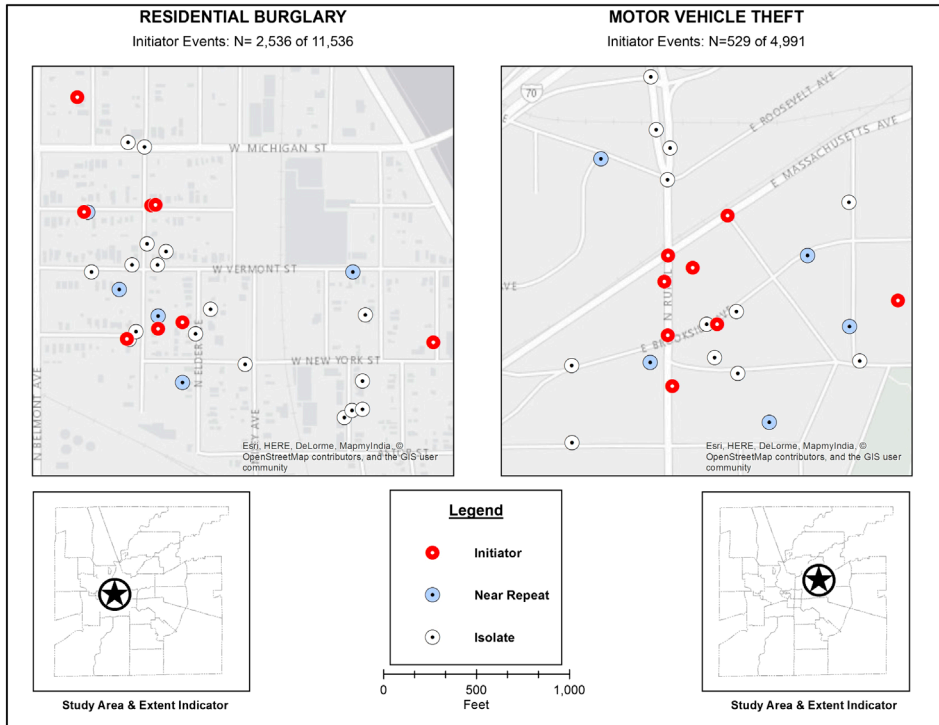 RESIDENTIAL BURGLARY
Initiator Events: N= 2,536 of 11,536
W MICHIGAN ST
W VERMONT ST
N ELDER
W NEW YORK ST
N BELMONT AVE
AVE
Esri, HERE, DeLorme, MapmyIndia, ©
OpenStreetMap contributors, and the GIS user
community
MOTOR VEHICLE THEFT
Initiator Events: N=529 of 4,991
70
E ROOSEVELT AVE
E MASSACHUSETTS AVE
AVE
N RU
E BROOKSI AVE
Esri, HERE, DeLorme, MapmyIndia, ©
OpenStreetMap contributors, and the GIS user
community
Study Area & Extent Indicator
Legend
Initiator
Near Repeat
Isolate
0 500 1,000
Feet
Study Area & Extent Indicator